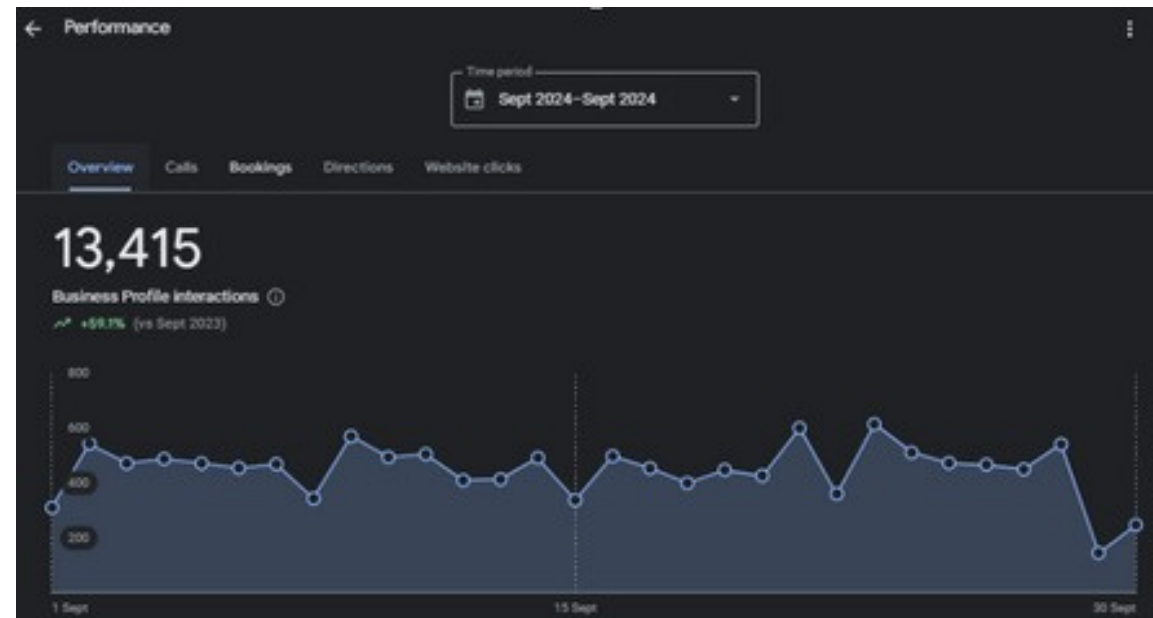 Performance
Time period
Sept 2024–Sept 2024
Overview Calls Bookings Directions Website clicks
13,415
Business Profile interactions
+59.1% (vs Sept 2023)
800
600
400
200
1 Sept 15 Sept 30 Sept